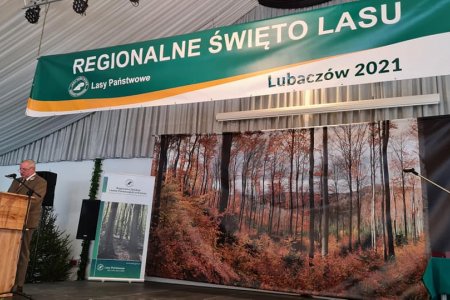 REGIONALNE ŚWIĘTO LASU
Lasy Państwowe
Lubaczów 2021
Lasy Państwowe